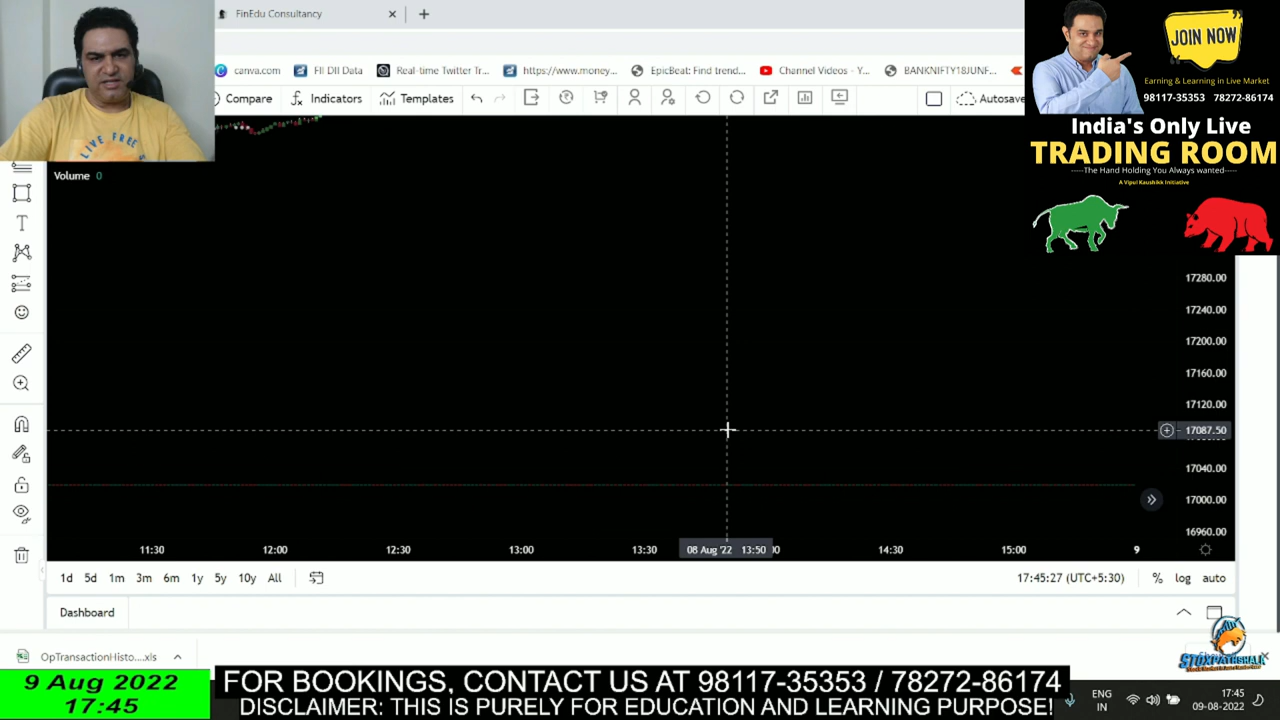 FinEdu Consultancy
canva.com
FII DII Data
Real-time Twitter Tr...
https://www.money...
EpicBeat: Find trend...
Channel Videos - Y...
BANKNIFTY18JUNF...
Compare
Indicators
Templates
Autosave
LIVE FREE
JOIN NOW
Earning & Learning in Live Market
98117-35353 78272-86174
India's Only Live
TRADING ROOM
-----The Hand Holding You Always wanted-----
A Vipul Kaushikk Initiative
Volume 0
17280.00
17240.00
17200.00
17160.00
17120.00
17087.50
17040.00
17000.00
16960.00
11:30
12:00
12:30
13:00
13:30
08 Aug '22 13:50
14:30
15:00
9
1d 5d 1m 3m 6m 1y 5y 10y All
17:45:27 (UTC+5:30)
% log auto
Dashboard
OpTransactionHisto....xls
STOXPATHSHALA
9 Aug 2022
17:45
FOR BOOKINGS, CONTACT US AT 98117-35353 / 78272-86174
DISCLAIMER: THIS IS PURELY FOR EDUCATION AND LEARNING PURPOSE!
ENG
IN
17:45
09-08-2022